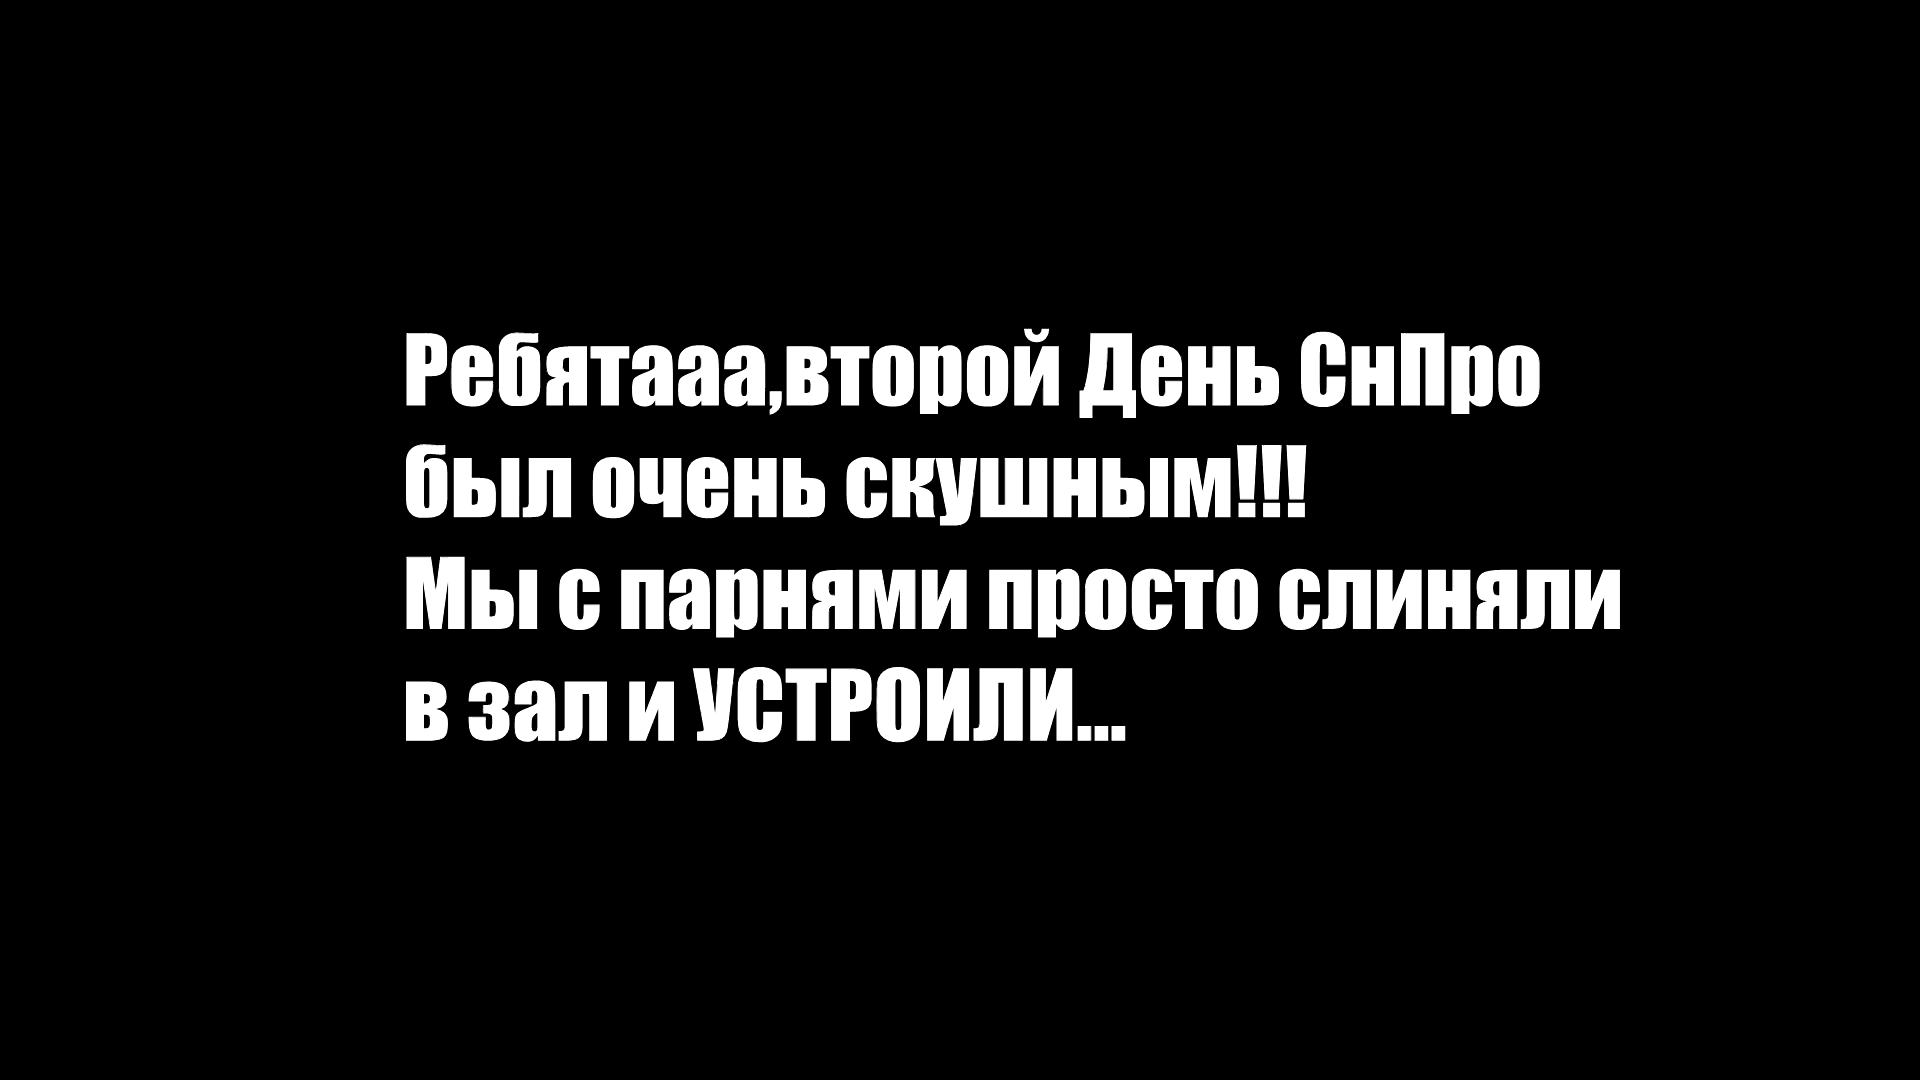 Ребятааа,второй День СнПро
был очень скушным!!!
Мы с парнями просто слиняли
в зал и УСТРОИЛИ...